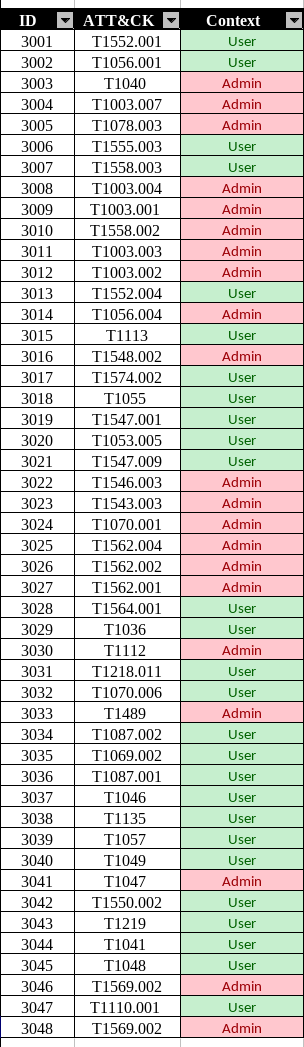 ID ATT&CK Context
3001 T1552.001 User
3002 T1056.001 User
3003 T1040 Admin
3004 T1003.007 Admin
3005 T1078.003 Admin
3006 T1555.003 User
3007 T1558.003 User
3008 T1003.004 Admin
3009 T1003.001 Admin
3010 T1558.002 Admin
3011 T1003.003 Admin
3012 T1003.002 Admin
3013 T1552.004 User
3014 T1056.004 Admin
3015 T1113 User
3016 T1548.002 Admin
3017 T1574.002 User
3018 T1055 User
3019 T1547.001 User
3020 T1053.005 User
3021 T1547.009 User
3022 T1546.003 Admin
3023 T1543.003 Admin
3024 T1070.001 Admin
3025 T1562.004 Admin
3026 T1562.002 Admin
3027 T1562.001 Admin
3028 T1564.001 User
3029 T1036 User
3030 T1112 Admin
3031 T1218.011 User
3032 T1070.006 User
3033 T1489 Admin
3034 T1087.002 User
3035 T1069.002 User
3036 T1087.001 User
3037 T1046 User
3038 T1135 User
3039 T1057 User
3040 T1049 User
3041 T1047 Admin
3042 T1550.002 User
3043 T1219 User
3044 T1041 User
3045 T1048 User
3046 T1569.002 Admin
3047 T1110.001 User
3048 T1569.002 Admin